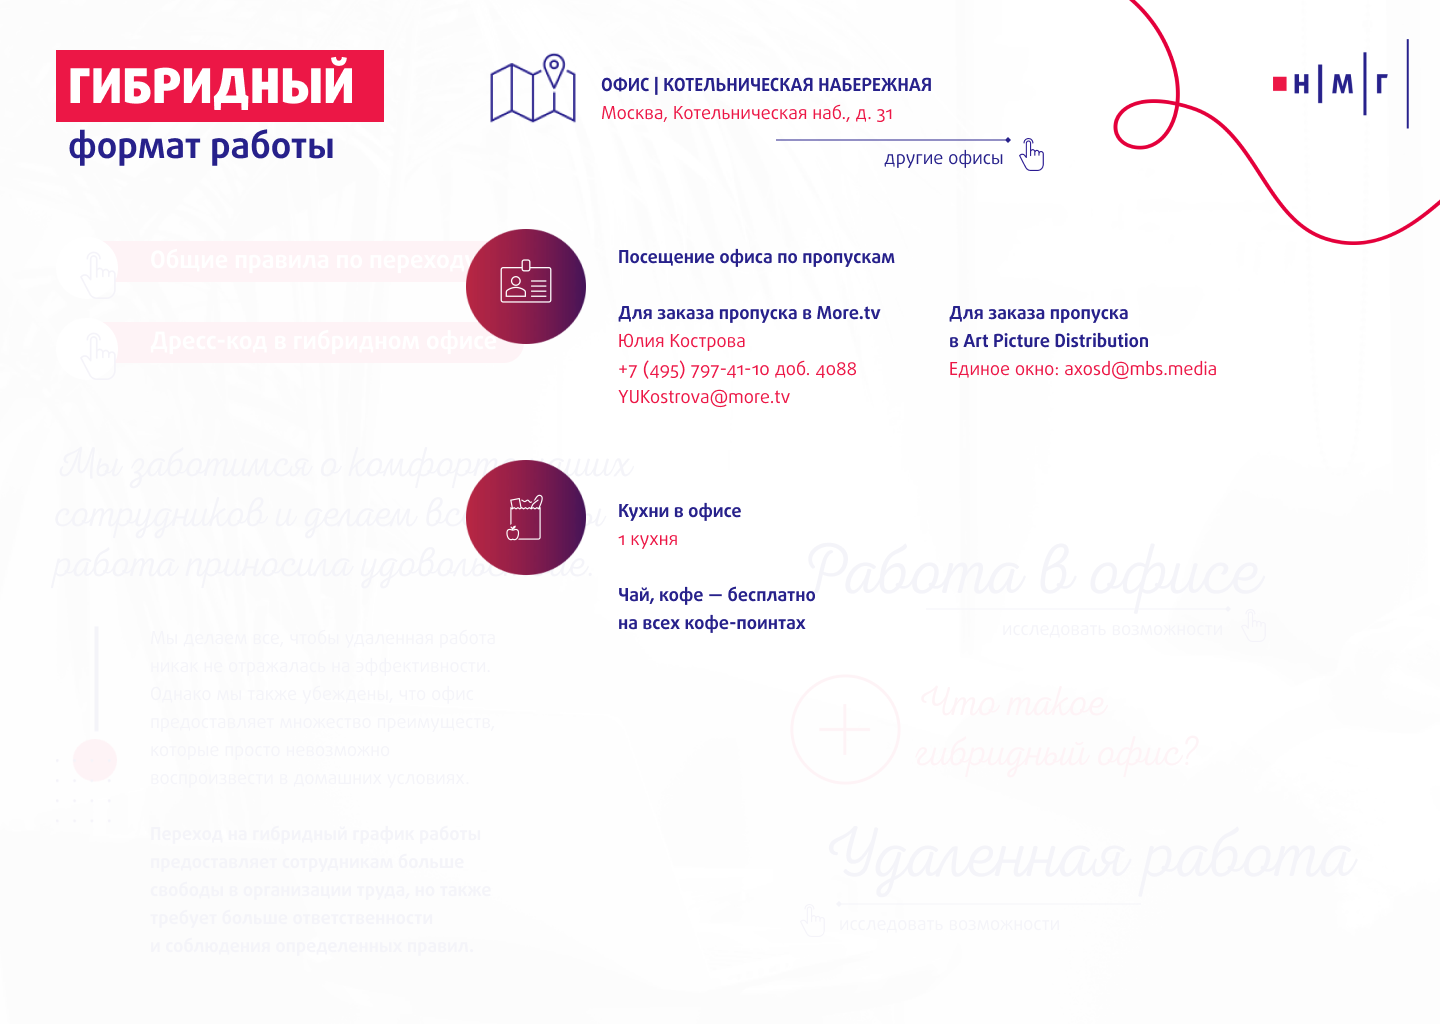 ГИБРИДНЫЙ
формат работы
ОФИС | КОТЕЛЬНИЧЕСКАЯ НАБЕРЕЖНАЯ
Москва, Котельническая наб., д. 31
другие офисы
Н|М|Г
Общие правила по переходу
Дресс-код в гибридном офисе
Посещение офиса по пропускам
Для заказа пропуска в More.tv
Юлия Кострова
+7 (495) 797-41-10 доб. 4088
YUKostrova@more.tv
Для заказа пропуска
в Art Picture Distribution
Единое окно: axosd@mbs.media
Мы заботимся о
сотрудников и делаем
работа приносила
Кухни в офисе
1 кухня
Чай, кофе — бесплатно
на всех кофе-поинтах
Работа в офисе
исследовать возможности
Мы делаем все, чтобы удаленная работа
никак не отражалась на эффективности.
Однако мы также убеждены, что офис
предоставляет множество преимуществ,
которые просто невозможно
воспроизвести в домашних условиях.
Переход на гибридный график работы
предоставляет сотрудникам больше
свободы в организации труда, но также
требует больше ответственности
и соблюдения определенных правил.
Что такое
гибридный офис?
Удаленная работа
исследовать возможности